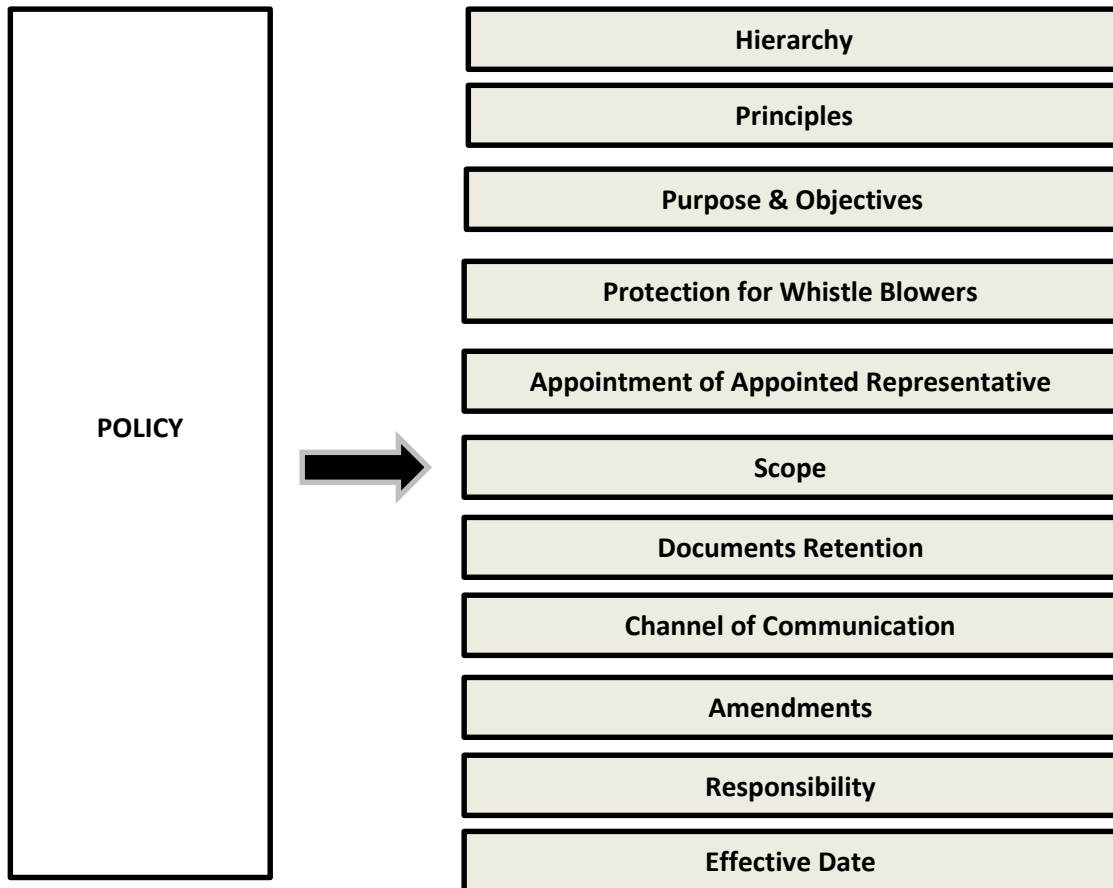 POLICY
Hierarchy
Principles
Purpose & Objectives
Protection for Whistle Blowers
Appointment of Appointed Representative
Scope
Documents Retention
Channel of Communication
Amendments
Responsibility
Effective Date